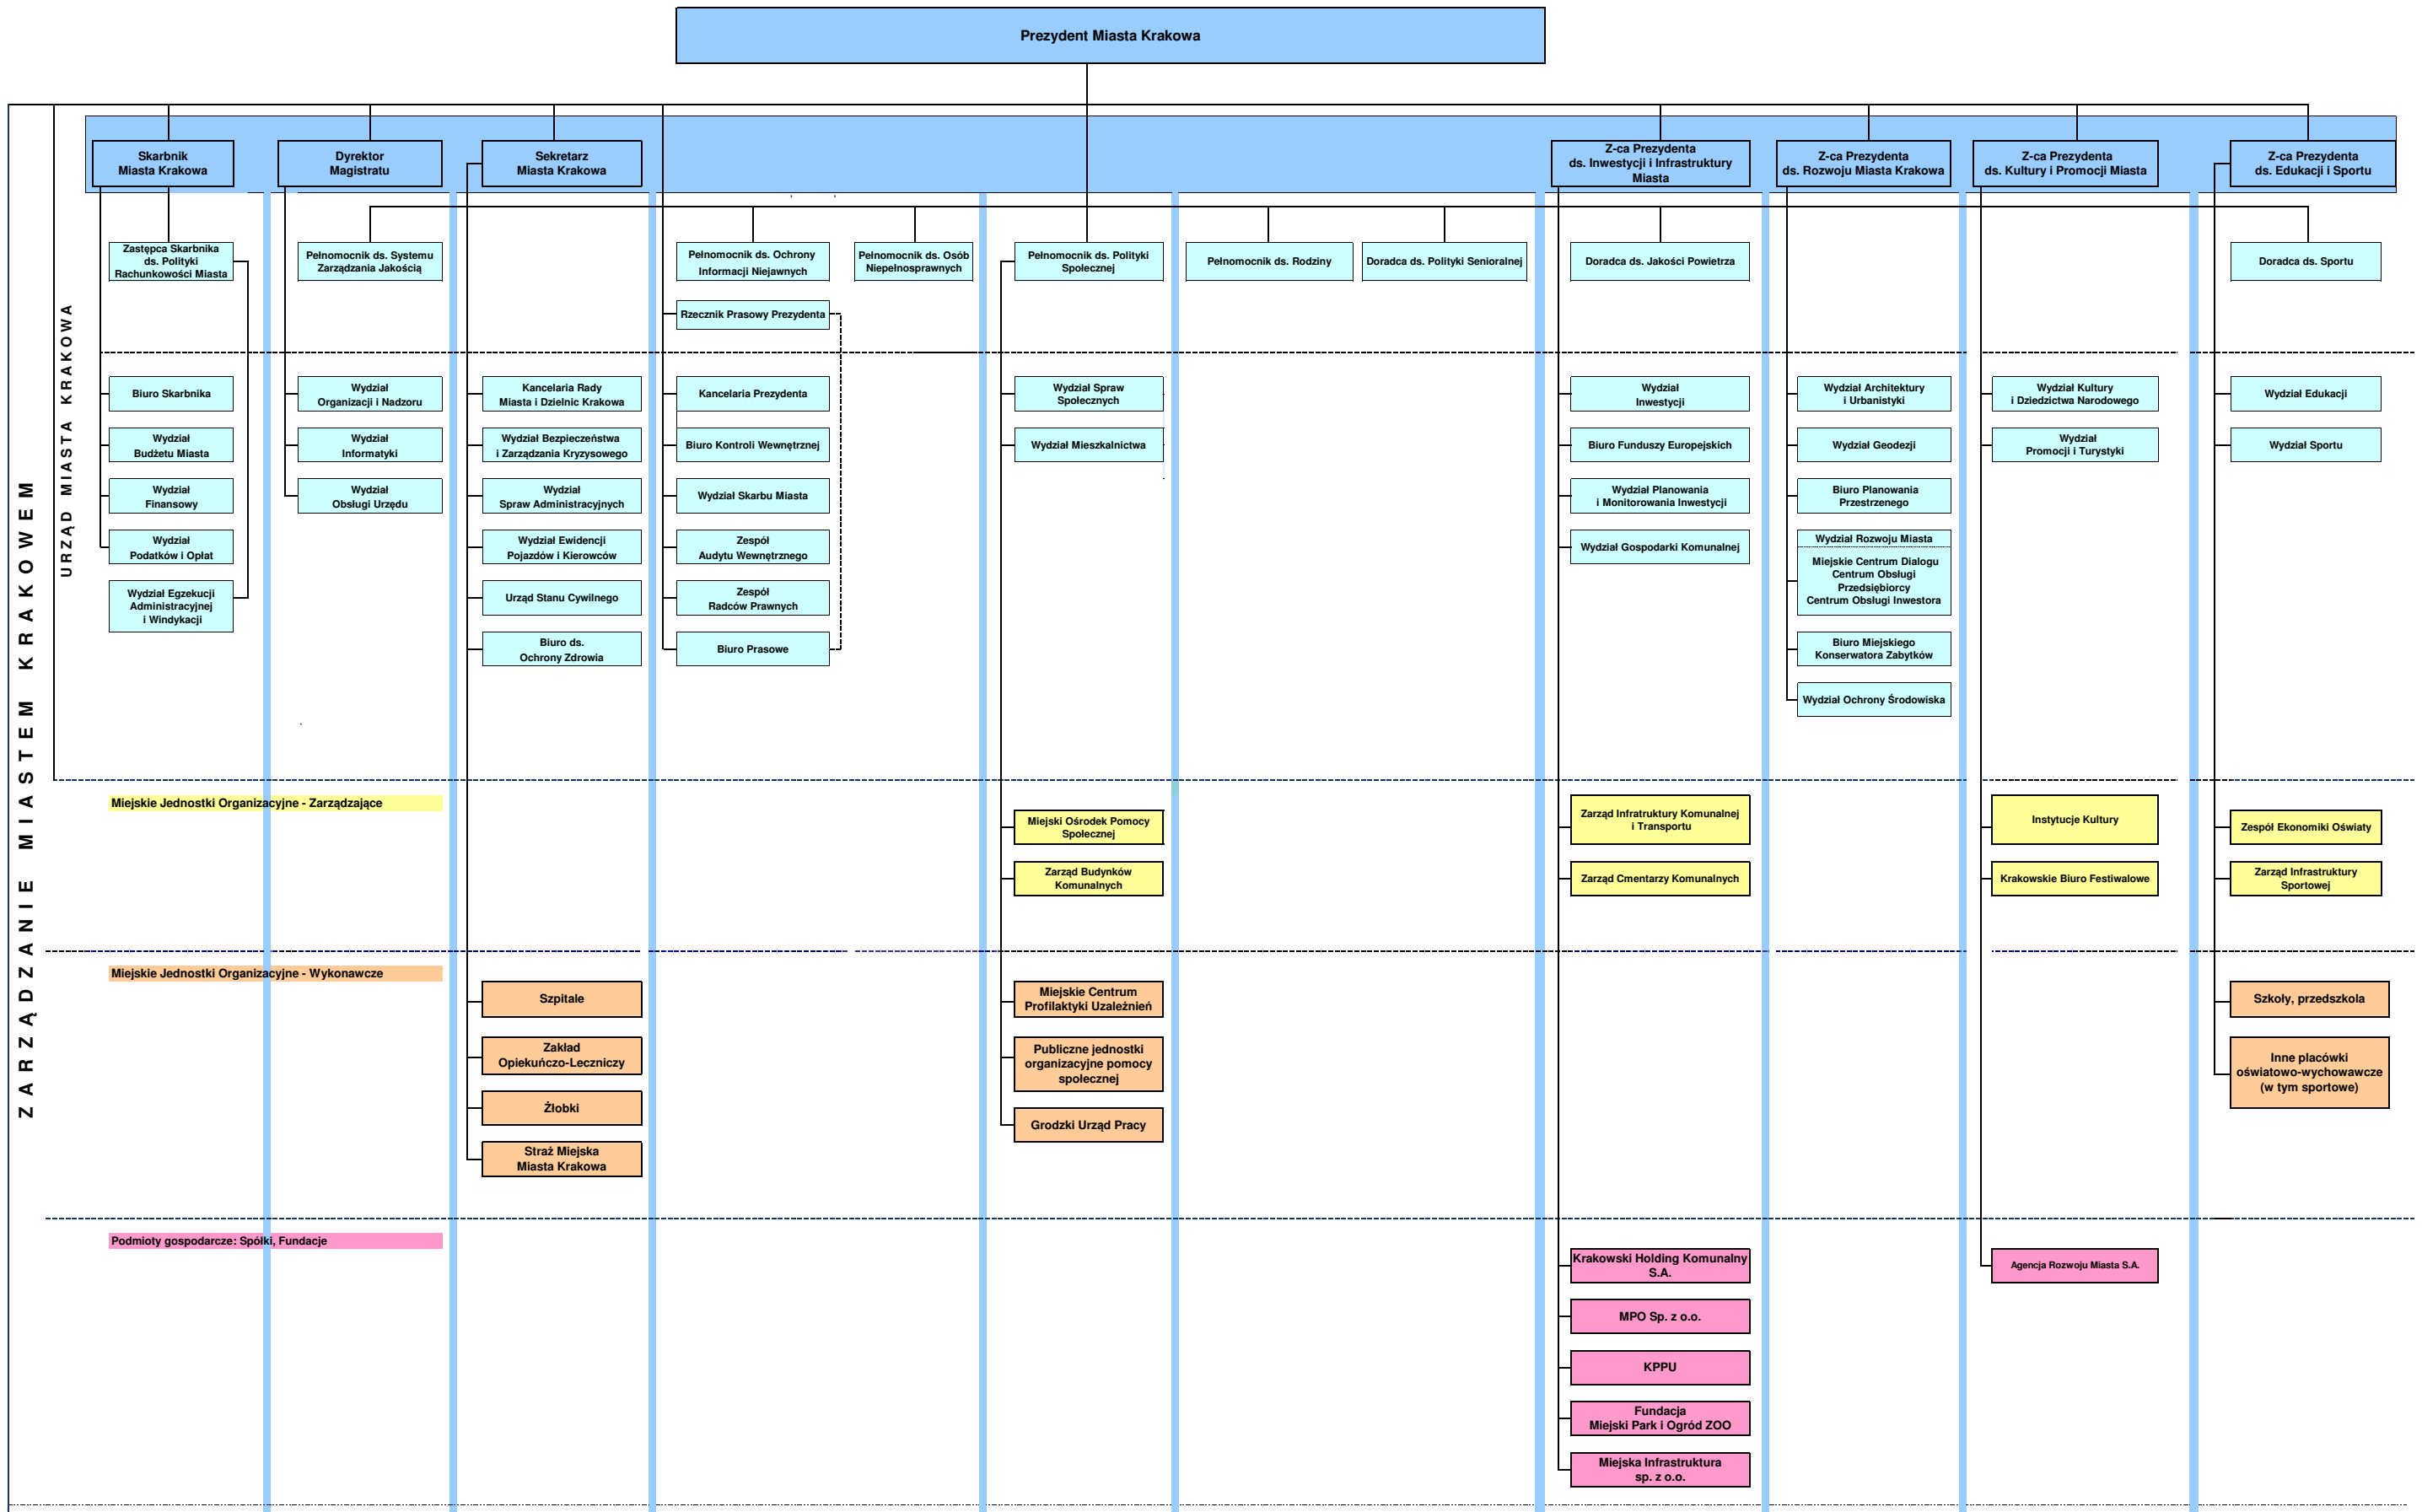 Prezydent Miasta Krakowa
Skarbnik
Miasta Krakowa
Dyrektor
Magistratu
Sekretarz
Miasta Krakowa
Z-ca Prezydenta
ds. Inwestycji i Infrastruktury
Miasta
Z-ca Prezydenta
ds. Rozwoju Miasta Krakowa
Z-ca Prezydenta
ds. Kultury i Promocji Miasta
Z-ca Prezydenta
ds. Edukacji i Sportu
Zastępca Skarbnika
ds. Polityki
Rachunkowości Miasta
Pełnomocnik ds. Systemu
Zarządzania Jakością
Pełnomocnik ds. Ochrony
Informacji Niejawnych
Pełnomocnik ds. Osób
Niepełnosprawnych
Pełnomocnik ds. Polityki
Społecznej
Pełnomocnik ds. Rodziny
Doradca ds. Polityki Senioralnej
Doradca ds. Jakości Powietrza
Doradca ds. Sportu
Rzecznik Prasowy Prezydenta
ZARZĄDZANIE MIASTEM KRAKOWEM
URZĄD MIASTA KRAKOWA
Biuro Skarbnika
Wydział
Budżetu Miasta
Wydział
Finansowy
Wydział
Podatków i Opłat
Wydział Egzekucji
Administracyjnej
i Windykacji
Wydział
Organizacji i Nadzoru
Wydział
Informatyki
Wydział
Obsługi Urzędu
Kancelaria Rady
Miasta i Dzielnic Krakowa
Wydział Bezpieczeństwa
i Zarządzania Kryzysowego
Wydział
Spraw Administracyjnych
Wydział Ewidencji
Pojazdów i Kierowców
Urząd Stanu Cywilnego
Biuro ds.
Ochrony Zdrowia
Kancelaria Prezydenta
Biuro Kontroli Wewnętrznej
Wydział Skarbu Miasta
Zespół
Audytu Wewnętrznego
Zespół
Radców Prawnych
Biuro Prasowe
Wydział Spraw
Społecznych
Wydział Mieszkalnictwa
Wydział
Inwestycji
Biuro Funduszy Europejskich
Wydział Planowania
i Monitorowania Inwestycji
Wydział Gospodarki Komunalnej
Wydział Architektury
i Urbanistyki
Wydział Geodezji
Biuro Planowania
Przestrzenego
Wydział Rozwoju Miasta
Miejskie Centrum Dialogu
Centrum Obsługi
Przedsiębiorcy
Centrum Obsługi Inwestora
Biuro Miejskiego
Konserwatora Zabytków
Wydział Ochrony Środowiska
Wydział Kultury
i Dziedzictwa Narodowego
Wydział
Promocji i Turystyki
Wydział Edukacji
Wydział Sportu
Miejskie Jednostki Organizacyjne - Zarządzające
Miejski Ośrodek Pomocy
Społecznej
Zarząd Budynków
Komunalnych
Zarząd Infratruktury Komunalnej
i Transportu
Zarząd Cmentarzy Komunalnych
Instytucje Kultury
Krakowskie Biuro Festiwalowe
Zespół Ekonomiki Oświaty
Zarząd Infrastruktury
Sportowej
Miejskie Jednostki Organizacyjne - Wykonawcze
Szpitale
Zakład
Opiekuńczo-Leczniczy
Żłobki
Straż Miejska
Miasta Krakowa
Miejskie Centrum
Profilaktyki Uzależnień
Publiczne jednostki
organizacyjne pomocy
społecznej
Grodzki Urząd Pracy
Szkoły, przedszkola
Inne placówki
oświatowo-wychowawcze
(w tym sportowe)
Podmioty gospodarcze: Spółki, Fundacje
Krakowski Holding Komunalny
S.A.
MPO Sp. z o.o.
KPPU
Fundacja
Miejski Park i Ogród ZOO
Miejska Infrastruktura
sp. z o.o.
Agencja Rozwoju Miasta S.A.